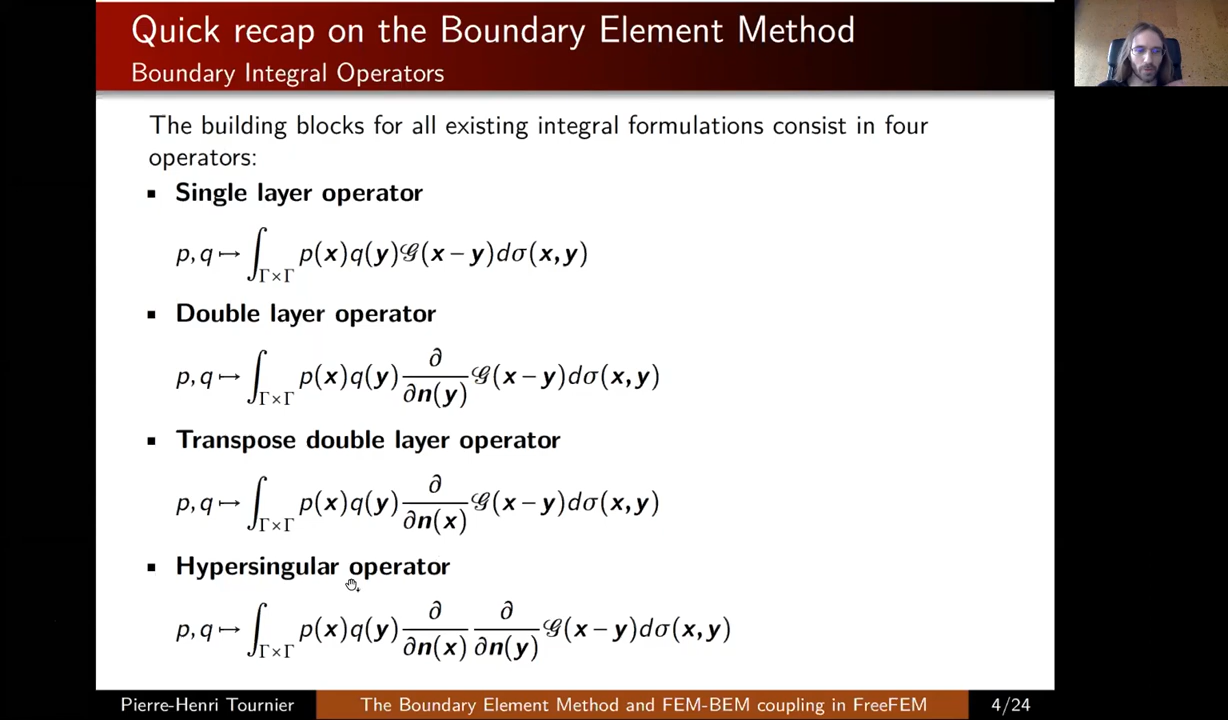 Quick recap on the Boundary Element Method
Boundary Integral Operators
The building blocks for all existing integral formulations consist in four
operators:
▪ Single layer operator
p, q ↦ ∫_{Γ×Γ} p(x)q(y)𝒢(x − y)dσ(x,y)
▪ Double layer operator
p, q ↦ ∫_{Γ×Γ} p(x)q(y) ∂/∂n(y) 𝒢(x − y)dσ(x,y)
▪ Transpose double layer operator
p, q ↦ ∫_{Γ×Γ} p(x)q(y) ∂/∂n(x) 𝒢(x − y)dσ(x,y)
▪ Hypersingular operator
p, q ↦ ∫_{Γ×Γ} p(x)q(y) ∂/∂n(x) ∂/∂n(y) 𝒢(x − y)dσ(x,y)
Pierre-Henri Tournier The Boundary Element Method and FEM-BEM coupling in FreeFEM 4/24